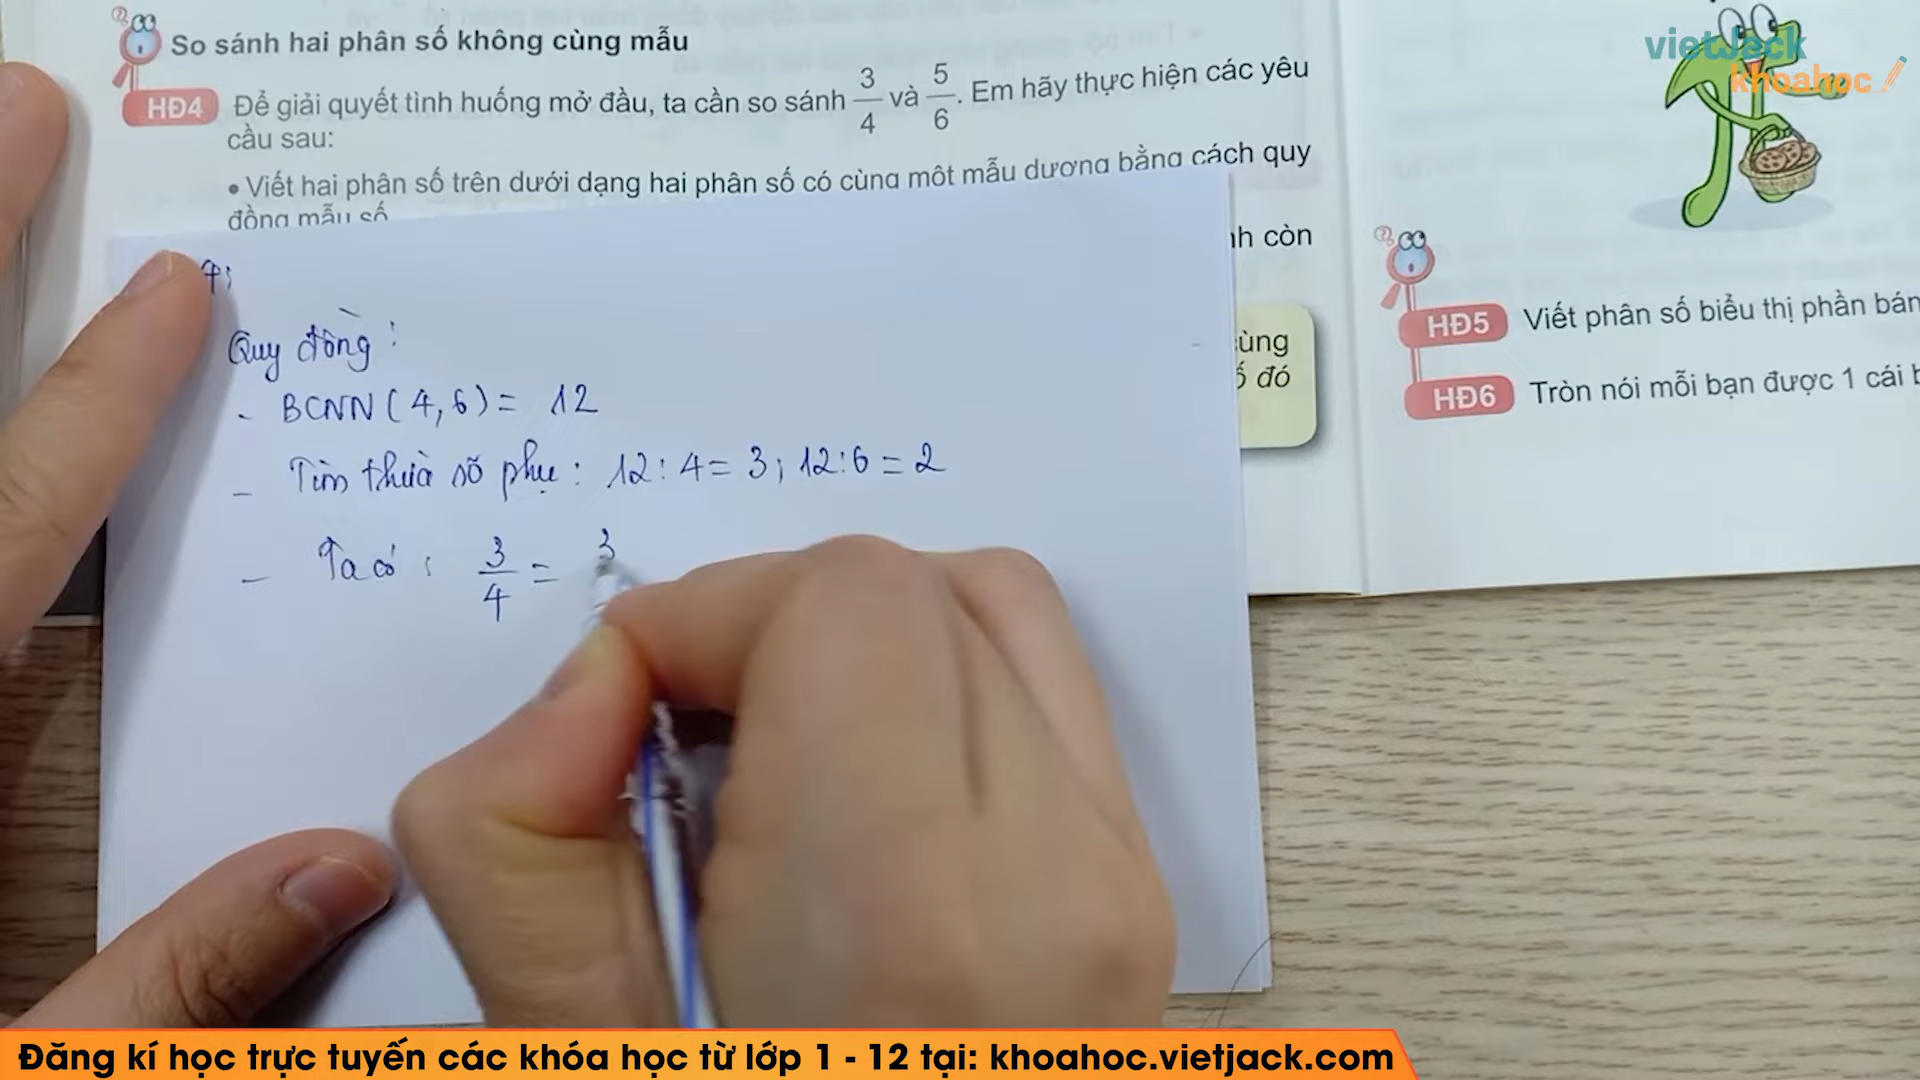 So sánh hai phân số không cùng mẫu
HĐ4 Để giải quyết tình huống mở đầu, ta cần so sánh 3/4 và 5/6. Em hãy thực hiện các yêu
cầu sau:
• Viết hai phân số trên dưới dạng hai phân số có cùng một mẫu dương bằng cách quy
đồng mẫu số
nh còn
cùng
ố đó
4:
Quy đồng:
- BCNN(4,6) = 12
- Tìm thừa số phụ: 12:4=3; 12:6=2
- Ta có: 3/4 = 3
vietJack
khoahoc
HĐ5 Viết phân số biểu thị phần bán
HĐ6 Tròn nói mỗi bạn được 1 cái b
Đăng kí học trực tuyến các khóa học từ lớp 1 - 12 tại: khoahoc.vietjack.com